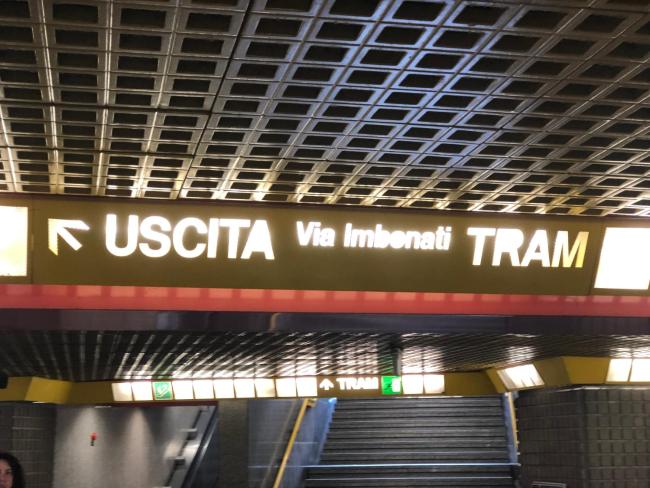 ↖ USCITA Via Imbonati TRAM
↑ TRAM